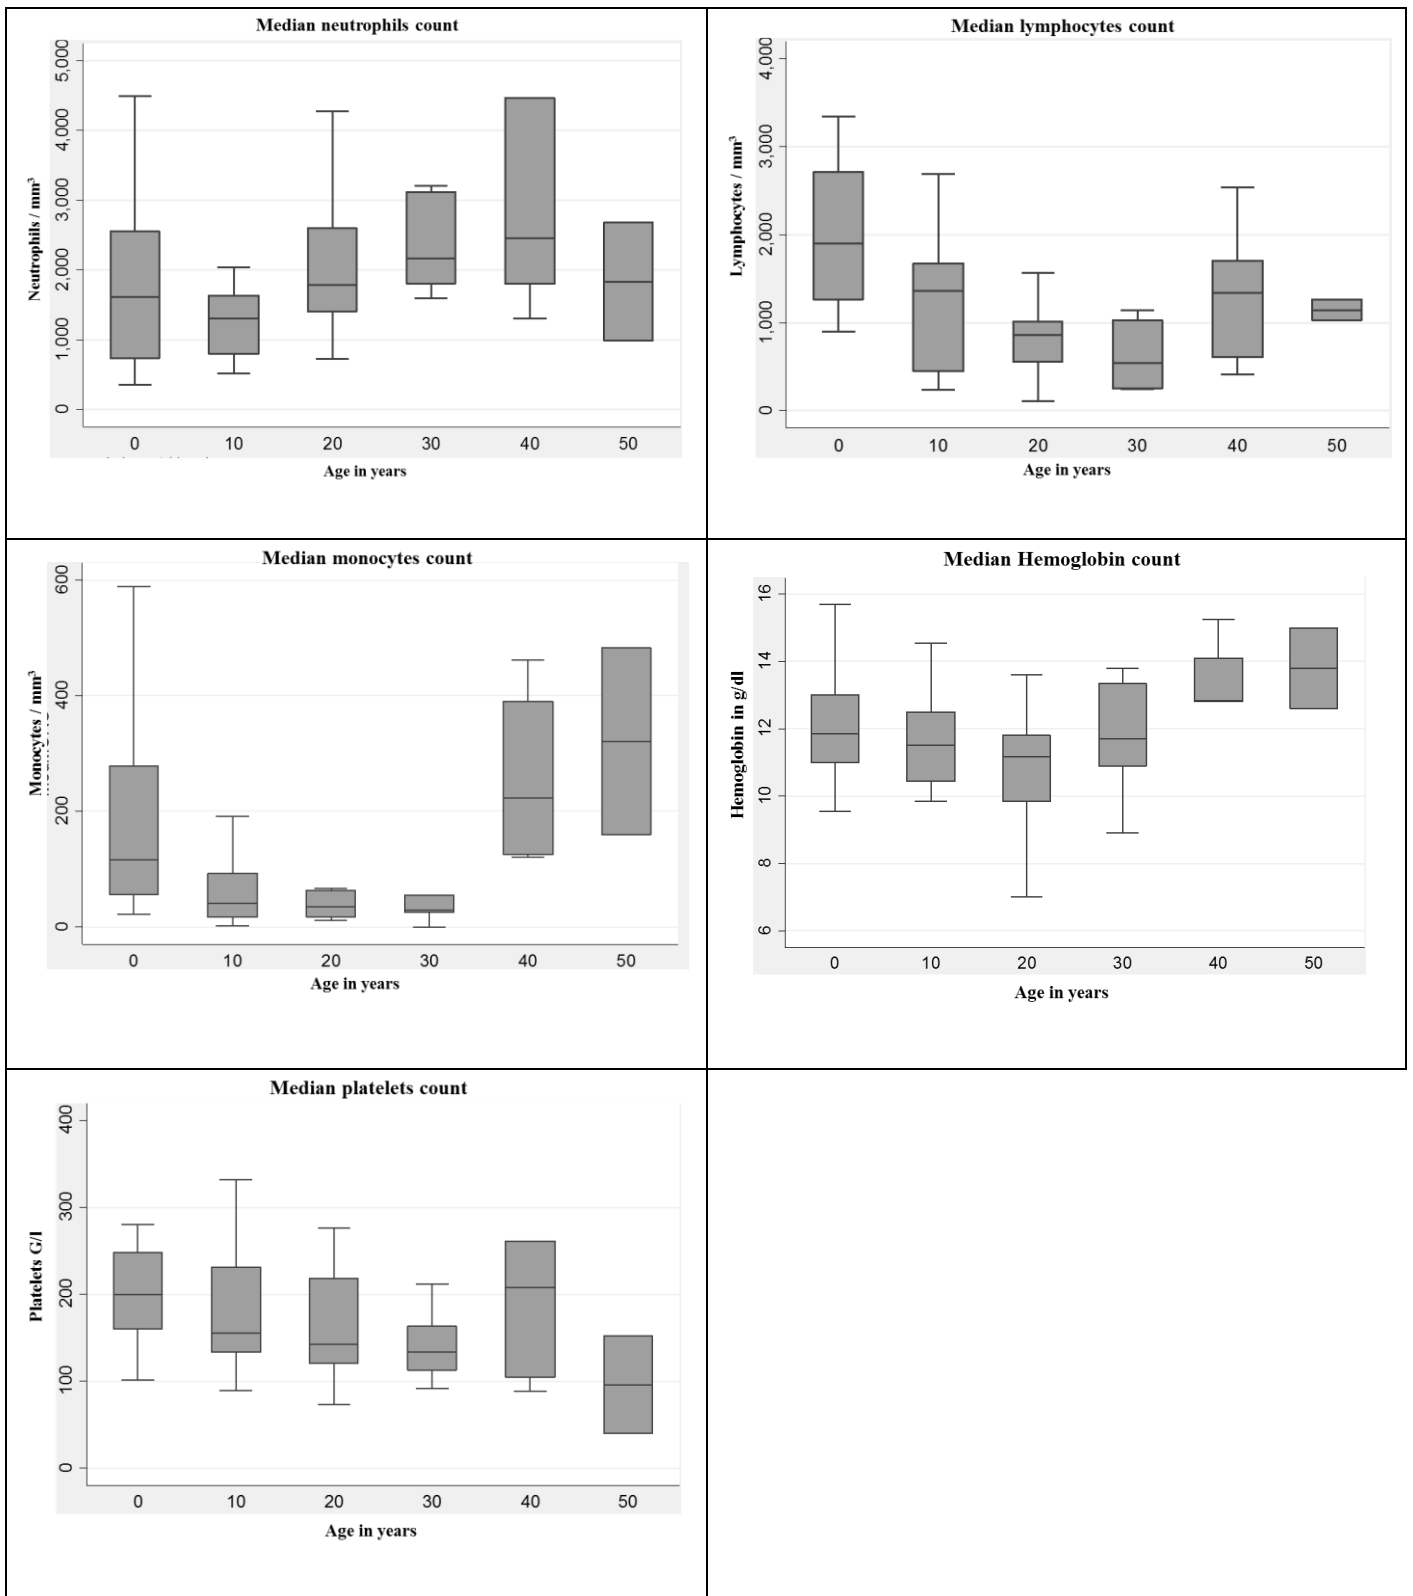 Median neutrophils count
5,000
4,000
3,000
2,000
1,000
0
Neutrophils / mm³
0 10 20 30 40 50
Age in years
Median lymphocytes count
4,000
3,000
2,000
1,000
0
Lymphocytes / mm³
0 10 20 30 40 50
Age in years
Median monocytes count
600
400
200
0
Monocytes / mm³
0 10 20 30 40 50
Age in years
Median Hemoglobin count
16
14
12
10
8
6
Hemoglobin in g/dl
0 10 20 30 40 50
Age in years
Median platelets count
400
300
200
100
0
Platelets G/l
0 10 20 30 40 50
Age in years